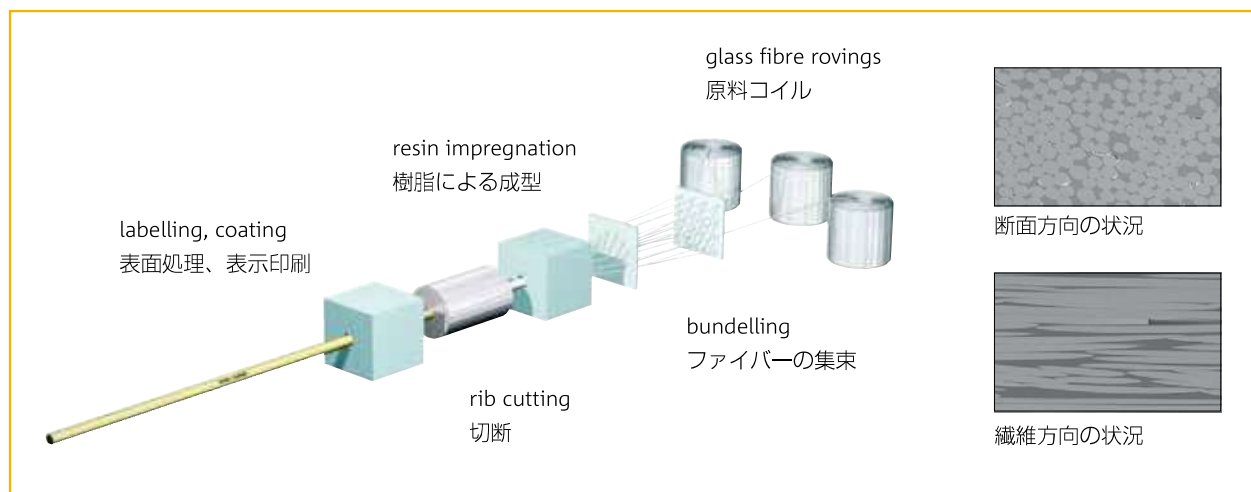 glass fibre rovings
原料コイル
resin impregnation
樹脂による成型
labelling, coating
表面処理、表示印刷
bundelling
ファイバーの集束
rib cutting
切断
断面方向の状況
繊維方向の状況